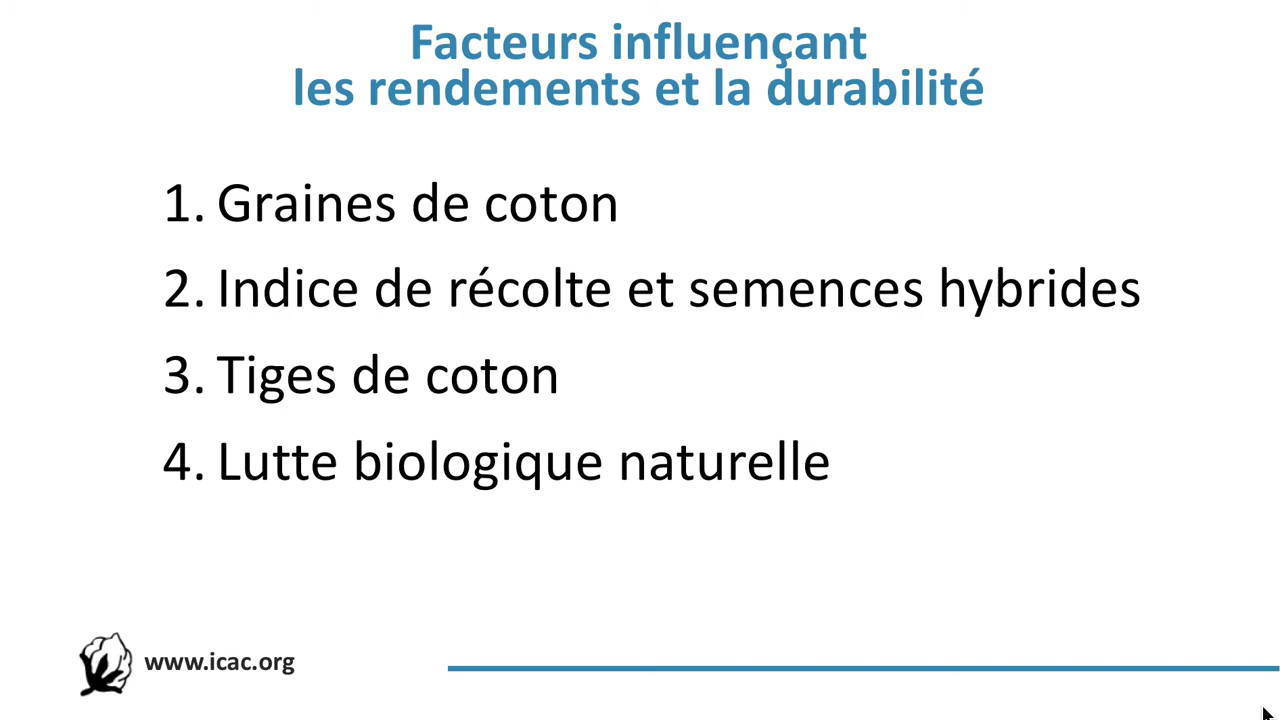 Facteurs influençant
les rendements et la durabilité
1. Graines de coton
2. Indice de récolte et semences hybrides
3. Tiges de coton
4. Lutte biologique naturelle
www.icac.org